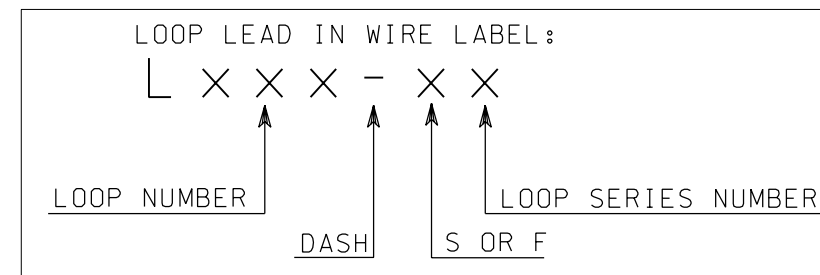 LOOP LEAD IN WIRE LABEL:
L X X X - X X
LOOP NUMBER
LOOP SERIES NUMBER
DASH
S OR F